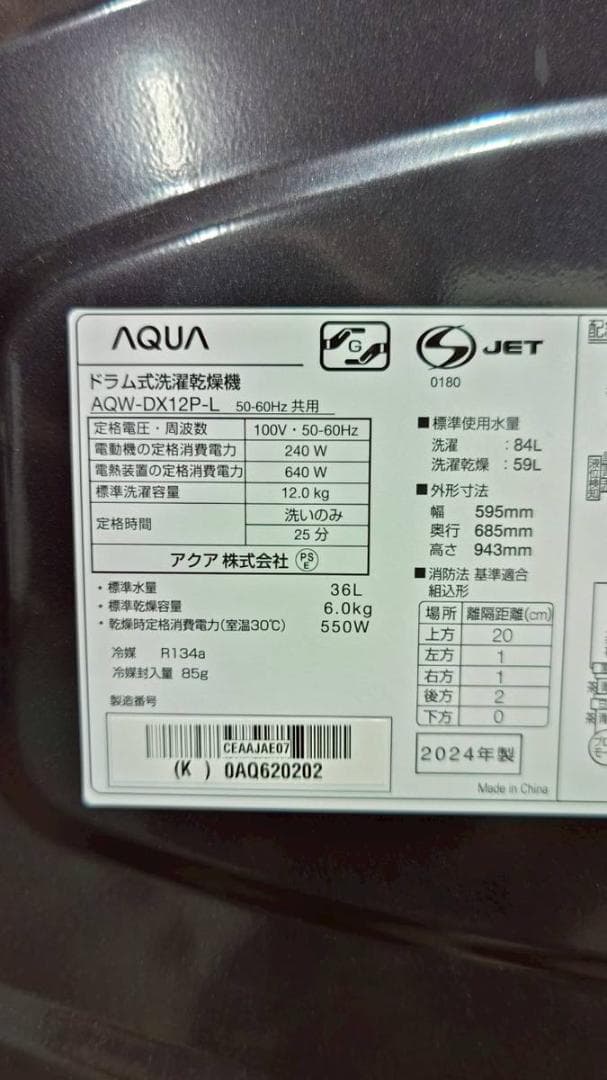 AQUA
G
S JET
0180
ドラム式洗濯乾燥機
AQW-DX12P-L 50-60Hz 共用
定格電圧・周波数 100V・50-60Hz
電動機の定格消費電力 240 W
電熱装置の定格消費電力 640 W
標準洗濯容量 12.0kg
定格時間 洗いのみ
25 分
アクア 株式会社 PS E
・標準水量 36L
・標準乾燥容量 6.0kg
・乾燥時定格消費電力(室温30℃) 550W
冷媒 R134a
冷媒封入量 85g
製造番号
CEAAJAE07
(K ) 0AQ620202
■標準使用水量
洗濯 : 84L
洗濯乾燥 : 59L
■外形寸法
幅 595mm
奥行 685mm
高さ 943mm
■消防法 基準適合
組込形
場所 離隔距離(cm)
上方 20
左方 1
右方 1
後方 2
下方 0
2024年製
Made in China